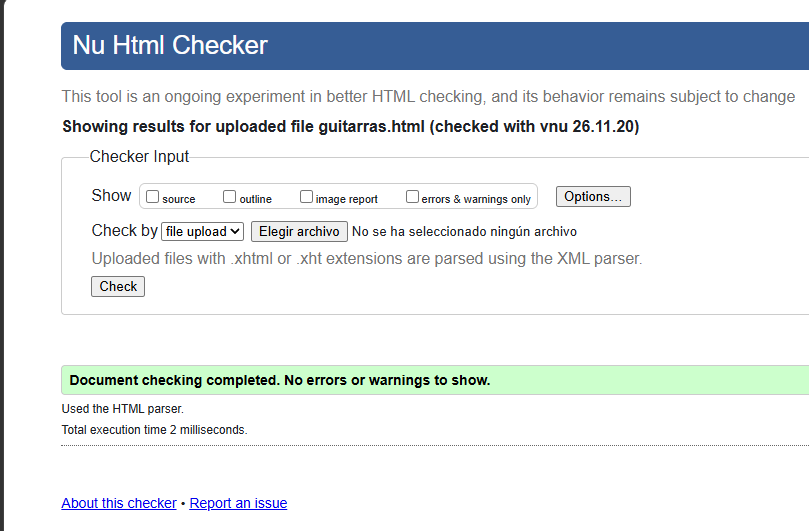 Nu Html Checker
This tool is an ongoing experiment in better HTML checking, and its behavior remains subject to change
Showing results for uploaded file guitarras.html (checked with vnu 26.11.20)
Checker Input
Show source outline image report errors & warnings only Options...
Check by file upload Elegir archivo No se ha seleccionado ningún archivo
Uploaded files with .xhtml or .xht extensions are parsed using the XML parser.
Check
Document checking completed. No errors or warnings to show.
Used the HTML parser.
Total execution time 2 milliseconds.
About this checker • Report an issue